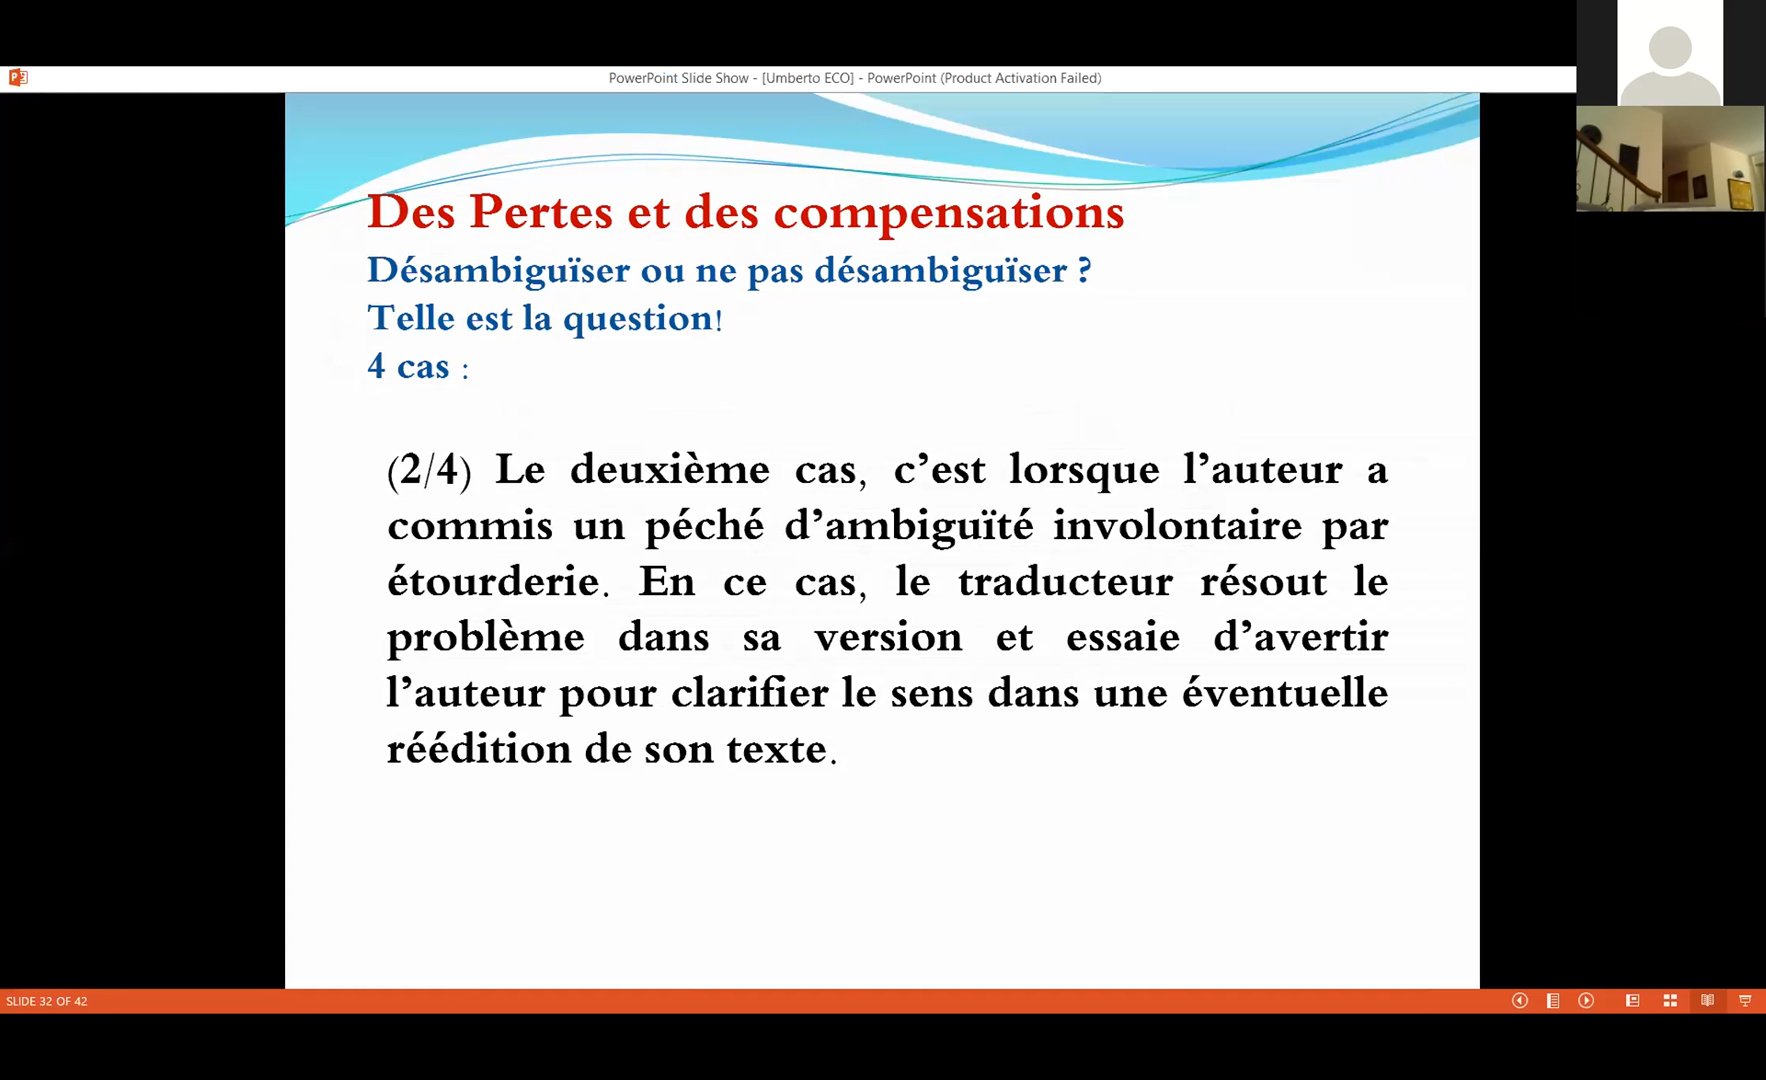 PowerPoint Slide Show - [Umberto ECO] - PowerPoint (Product Activation Failed)
Des Pertes et des compensations
Désambiguïser ou ne pas désambiguïser ?
Telle est la question!
4 cas :
(2/4) Le deuxième cas, c’est lorsque l’auteur a
commis un péché d’ambiguïté involontaire par
étourderie. En ce cas, le traducteur résout le
problème dans sa version et essaie d’avertir
l’auteur pour clarifier le sens dans une éventuelle
réédition de son texte.
SLIDE 32 OF 42